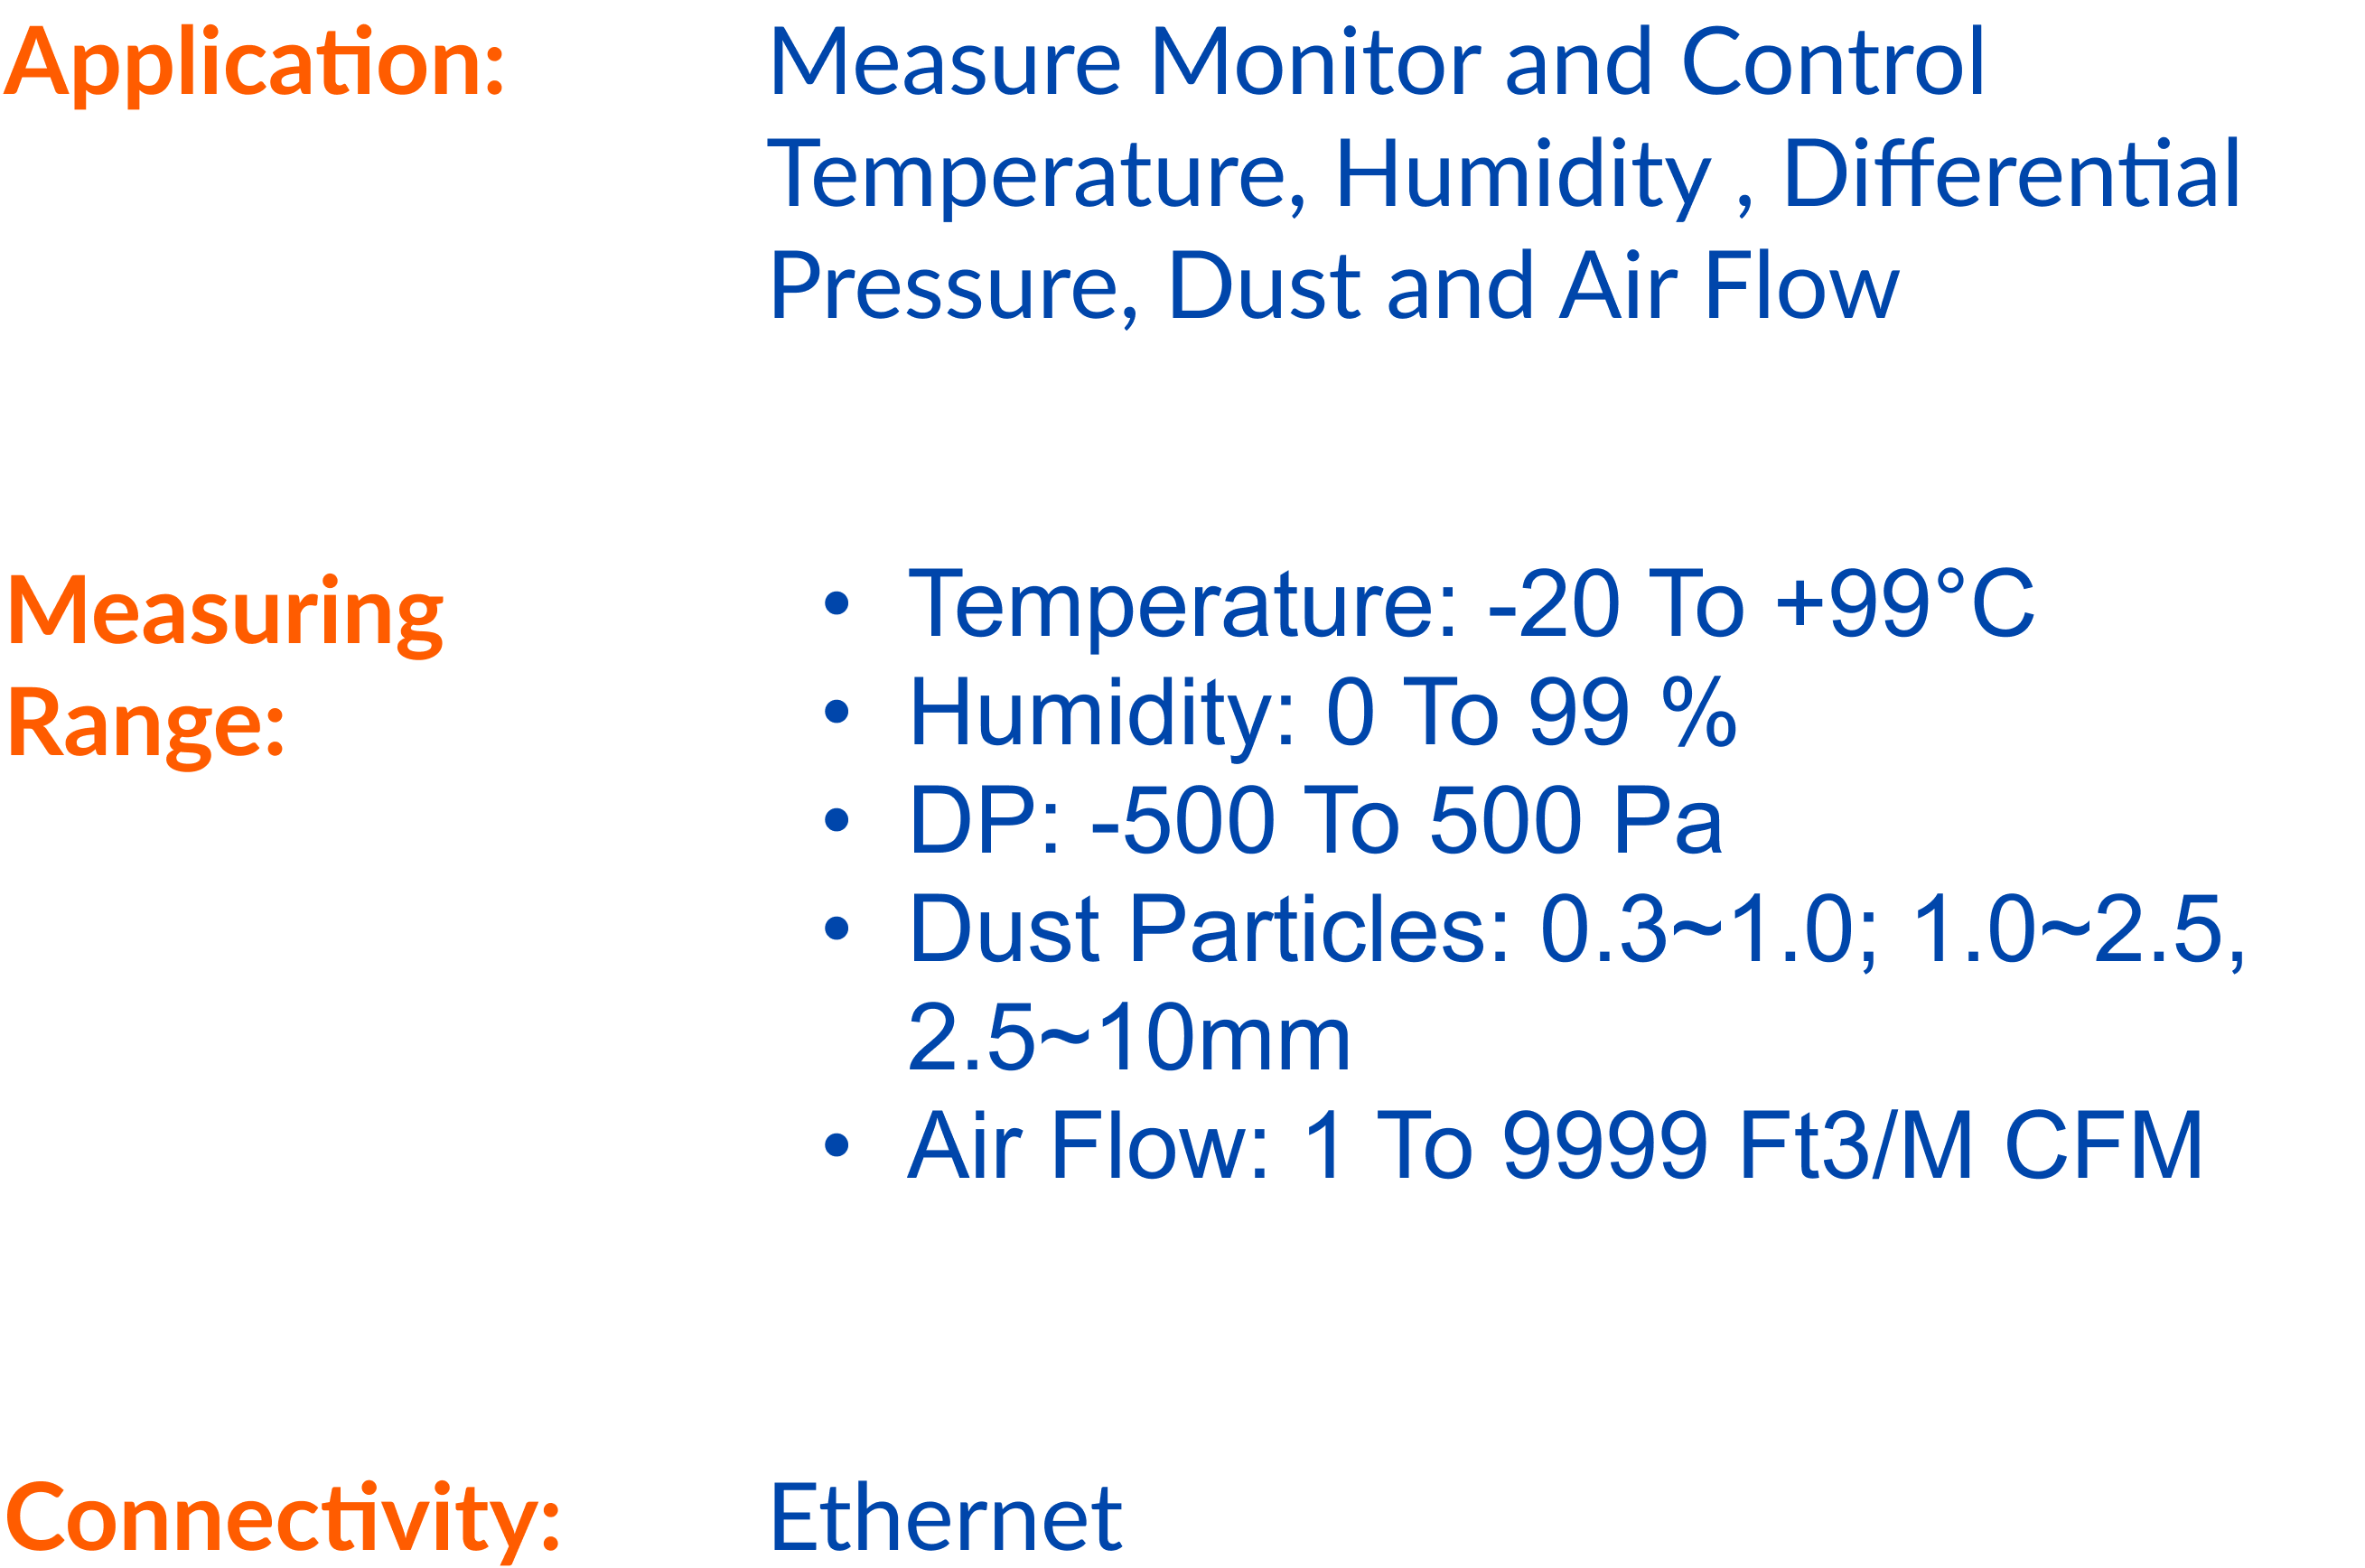 Application:
Measure Monitor and Control
Temperature, Humidity , Differential
Pressure, Dust and Air Flow
Measuring
Range:
• Temperature: -20 To +99°C
• Humidity: 0 To 99 %
• DP: -500 To 500 Pa
• Dust Particles: 0.3~1.0; 1.0~2.5,
2.5~10mm
• Air Flow: 1 To 9999 Ft3/M CFM
Connectivity:
Ethernet